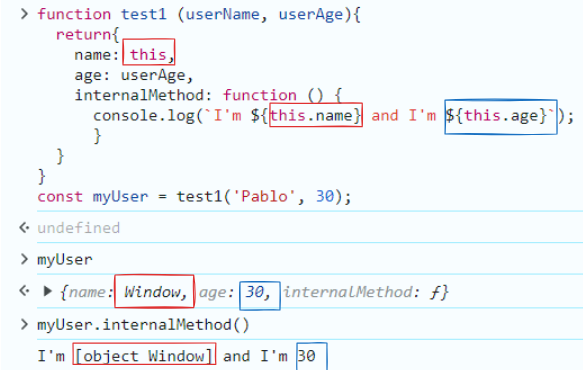 > function test1 (userName, userAge){
return{
name: this,
age: userAge,
internalMethod: function () {
console.log(`I'm ${this.name} and I'm ${this.age}`);
}
}
}
const myUser = test1('Pablo', 30);
undefined
> myUser
{name: Window, age: 30, internalMethod: ƒ}
> myUser.internalMethod()
I'm [object Window] and I'm 30